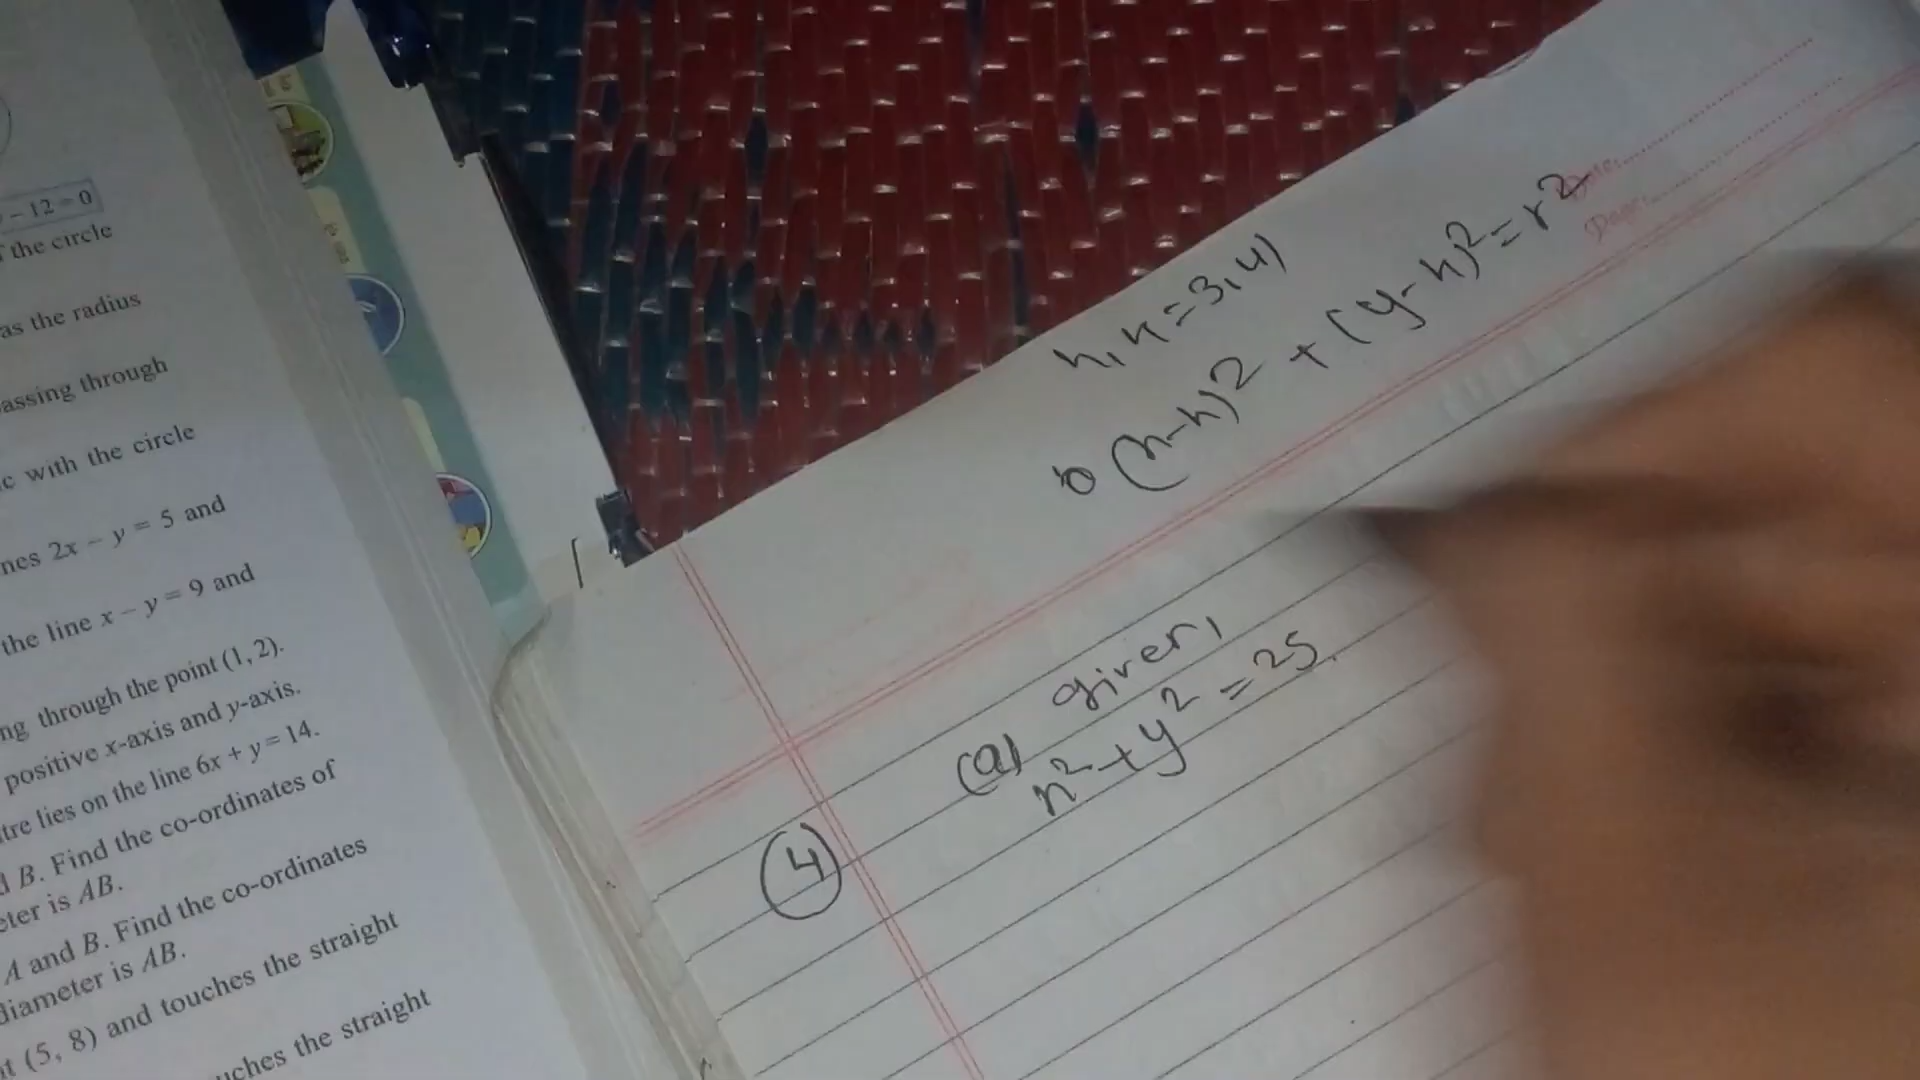 - 12 = 0
the circle
as the radius
assing through
c with the circle
nes 2x - y = 5 and
the line x - y = 9 and
ng through the point (1, 2).
positive x-axis and y-axis.
tre lies on the line 6x + y = 14.
B. Find the co-ordinates of
eter is AB.
A and B. Find the co-ordinates
diameter is AB.
t (5, 8) and touches the straight
uches the straight
h, k = 3, 4)
(x-h)2 + (y-k)2 = r2
Date
Page
4
(a) given,
x2 + y2 = 25.